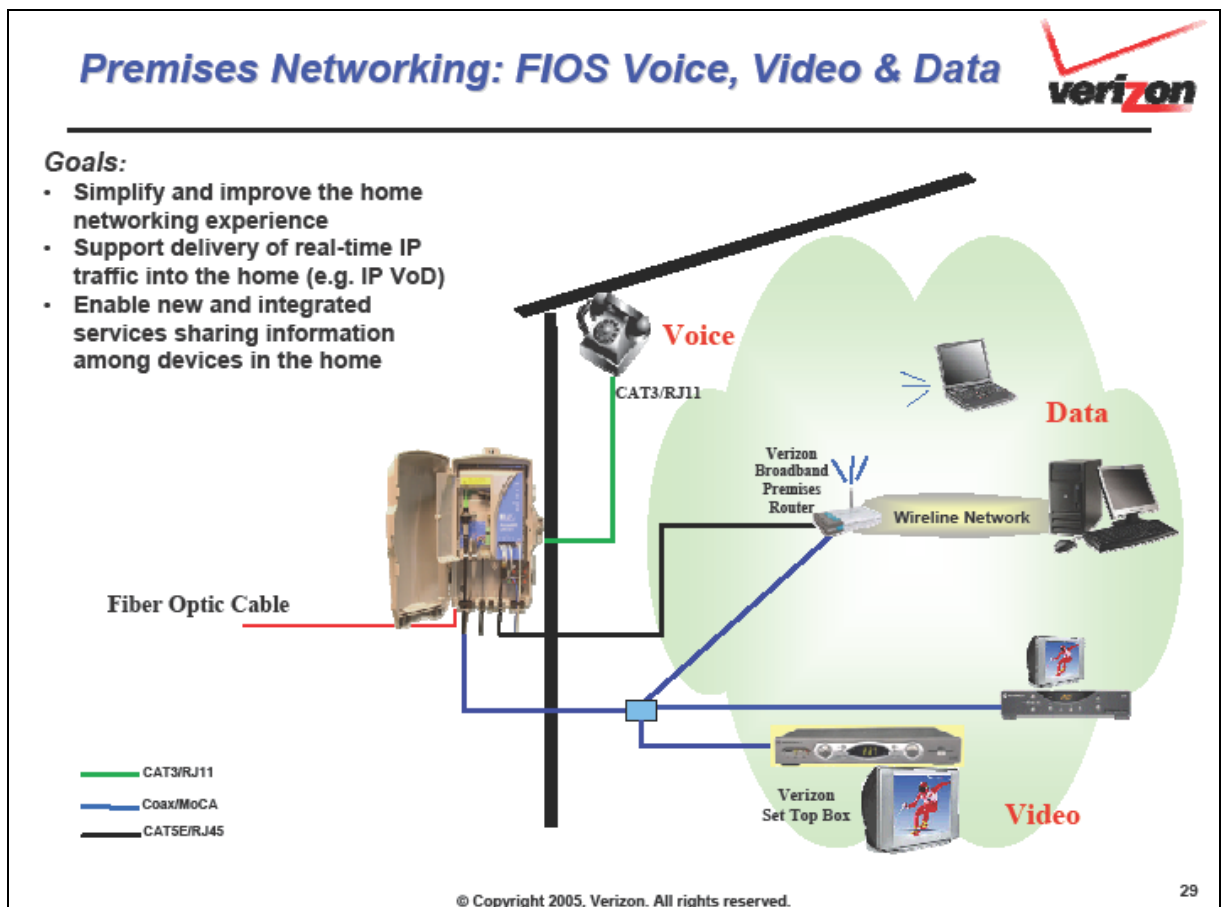 Premises Networking: FIOS Voice, Video & Data
verizon
Goals:
• Simplify and improve the home
networking experience
• Support delivery of real-time IP
traffic into the home (e.g. IP VoD)
• Enable new and integrated
services sharing information
among devices in the home
Voice
CAT3/RJ11
Data
Verizon
Broadband
Premises
Router
Wireline Network
Fiber Optic Cable
CAT3/RJ11
Coax/MoCA
CAT5E/RJ45
Verizon
Set Top Box
Video
© Copyright 2005, Verizon. All rights reserved.
29